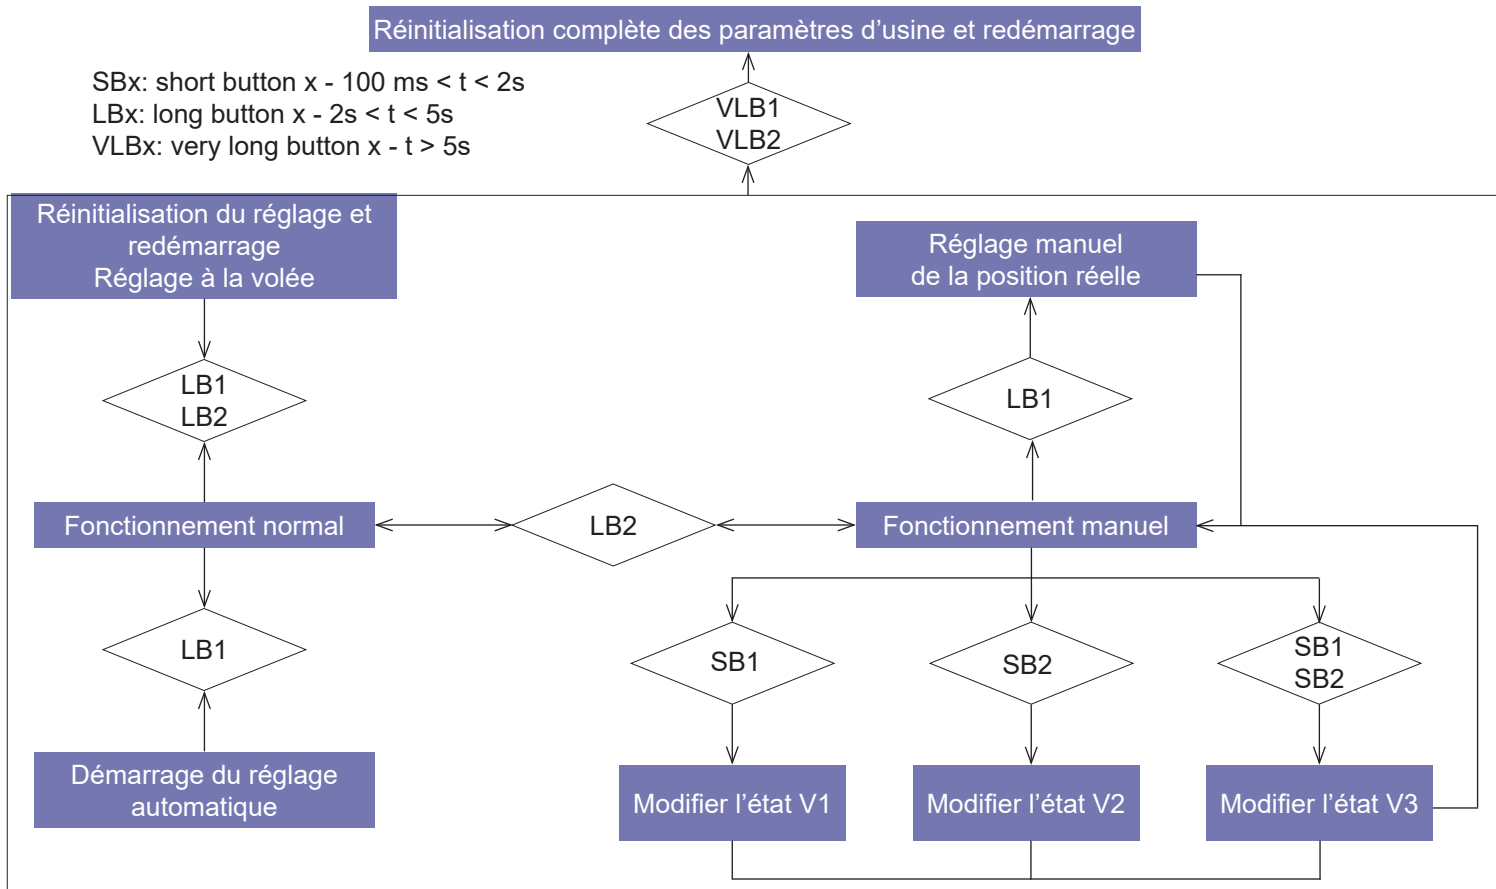 Réinitialisation complète des paramètres d’usine et redémarrage
SBx: short button x - 100 ms < t < 2s
LBx: long button x - 2s < t < 5s
VLBx: very long button x - t > 5s
VLB1
VLB2
Réinitialisation du réglage et
redémarrage
Réglage à la volée
Réglage manuel
de la position réelle
LB1
LB2
LB1
Fonctionnement normal
LB2
Fonctionnement manuel
LB1
SB1
SB2
SB1
SB2
Démarrage du réglage
automatique
Modifier l’état V1
Modifier l’état V2
Modifier l’état V3